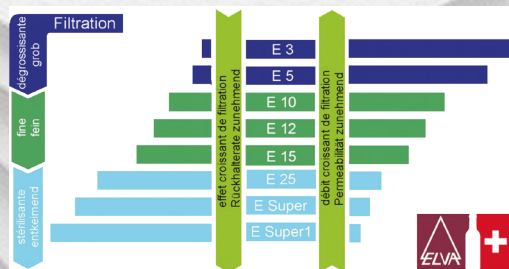 Filtration
dégrossisante
grob
fine
fein
stérilisante
entkeimend
effet croissant de filtration
Rückhalterate zunehmend
E 3
E 5
E 10
E 12
E 15
E 25
E Super
E Super1
débit croissant de filtration
Permeabilität zunehmend
ELVA